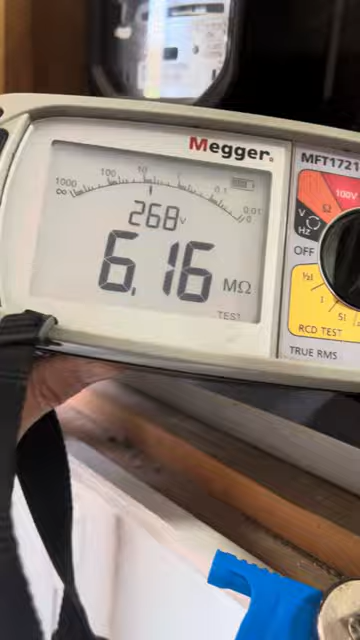 Megger.
MFT1721
1000
100
10
1
0.1
0.01
∞
0
268v
6.16 MΩ
TEST
100V
Ω
V
Hz
OFF
½I
I
5I
RCD TEST
TRUE RMS